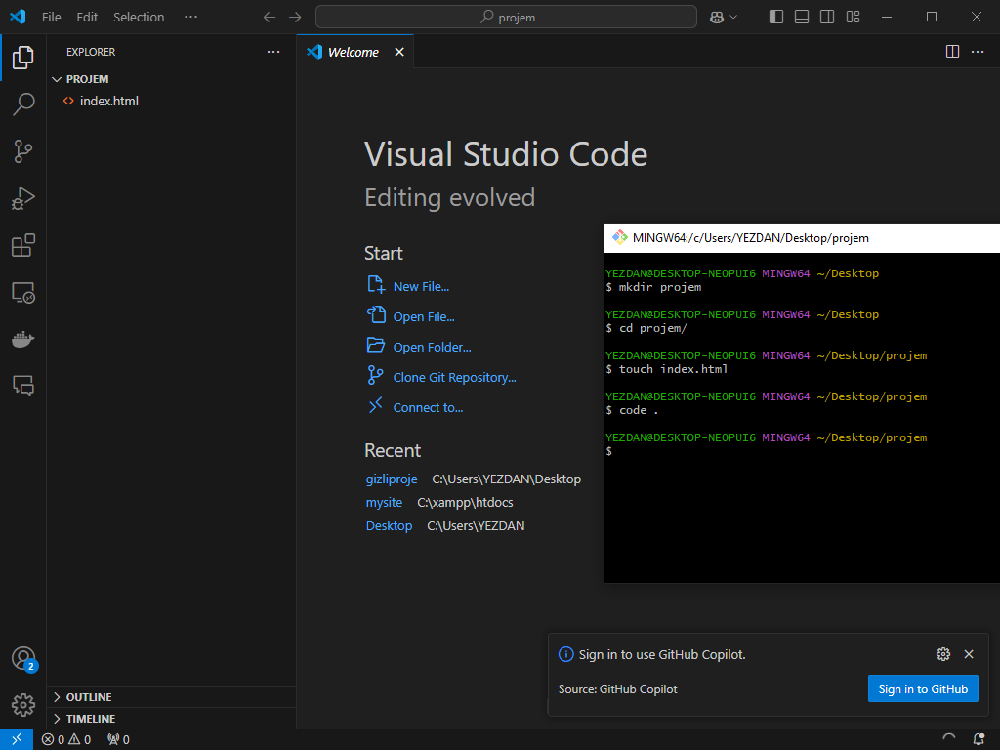 File Edit Selection ···
projem
EXPLORER ···
PROJEM
index.html
Welcome
Visual Studio Code
Editing evolved
Start
New File...
Open File...
Open Folder...
Clone Git Repository...
Connect to...
Recent
gizliproje C:\Users\YEZDAN\Desktop
mysite C:\xampp\htdocs
Desktop C:\Users\YEZDAN
MINGW64:/c/Users/YEZDAN/Desktop/projem
YEZDAN@DESKTOP-NEOPUI6 MINGW64 ~/Desktop
$ mkdir projem
YEZDAN@DESKTOP-NEOPUI6 MINGW64 ~/Desktop
$ cd projem/
YEZDAN@DESKTOP-NEOPUI6 MINGW64 ~/Desktop/projem
$ touch index.html
YEZDAN@DESKTOP-NEOPUI6 MINGW64 ~/Desktop/projem
$ code .
YEZDAN@DESKTOP-NEOPUI6 MINGW64 ~/Desktop/projem
$
Sign in to use GitHub Copilot.
Source: GitHub Copilot
Sign in to GitHub
2
OUTLINE
TIMELINE
0 0 0